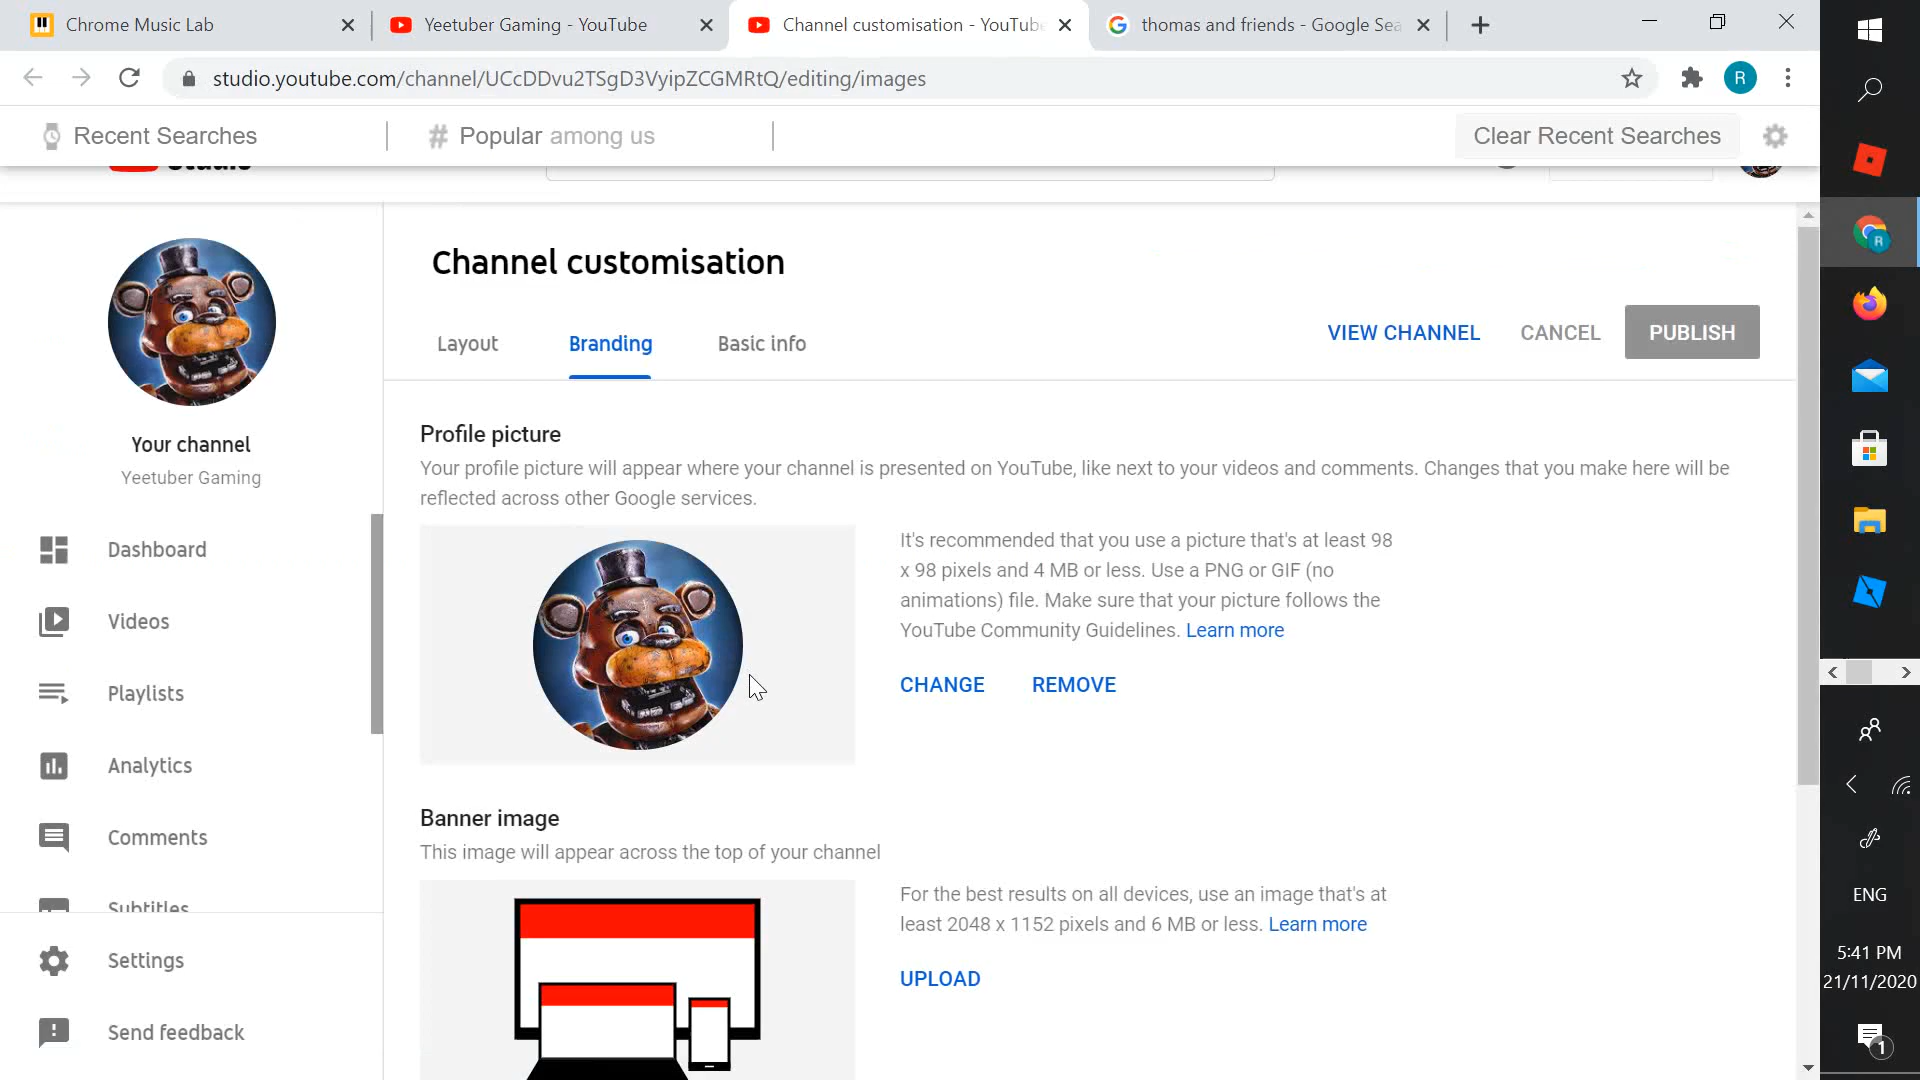 Chrome Music Lab
Yeetuber Gaming - YouTube
Channel customisation - YouTube
thomas and friends - Google Sea
studio.youtube.com/channel/UCcDDvu2TSgD3VyipZCGMRtQ/editing/images
R
Recent Searches
# Popular among us
Clear Recent Searches
Studio
Channel customisation
Layout
Branding
Basic info
VIEW CHANNEL
CANCEL
PUBLISH
Your channel
Yeetuber Gaming
Dashboard
Videos
Playlists
Analytics
Comments
Subtitles
Settings
Send feedback
Profile picture
Your profile picture will appear where your channel is presented on YouTube, like next to your videos and comments. Changes that you make here will be
reflected across other Google services.
It's recommended that you use a picture that's at least 98
x 98 pixels and 4 MB or less. Use a PNG or GIF (no
animations) file. Make sure that your picture follows the
YouTube Community Guidelines. Learn more
CHANGE
REMOVE
Banner image
This image will appear across the top of your channel
For the best results on all devices, use an image that's at
least 2048 x 1152 pixels and 6 MB or less. Learn more
UPLOAD
R
ENG
5:41 PM
21/11/2020
1